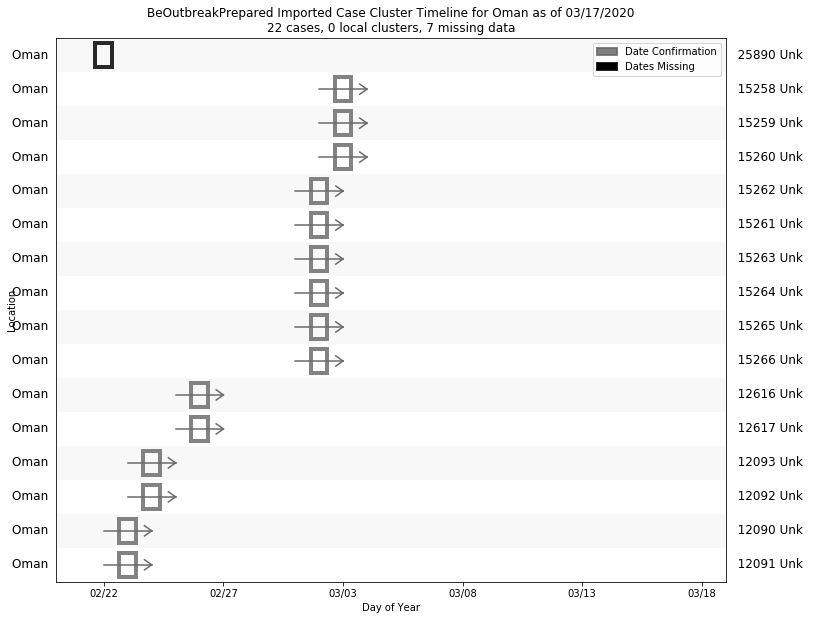 BeOutbreakPrepared Imported Case Cluster Timeline for Oman as of 03/17/2020
22 cases, 0 local clusters, 7 missing data
Date Confirmation
Dates Missing
Oman 25890 Unk
Oman 15258 Unk
Oman 15259 Unk
Oman 15260 Unk
Oman 15262 Unk
Oman 15261 Unk
Oman 15263 Unk
Oman 15264 Unk
Oman 15265 Unk
Oman 15266 Unk
Oman 12616 Unk
Oman 12617 Unk
Oman 12093 Unk
Oman 12092 Unk
Oman 12090 Unk
Oman 12091 Unk
Location
02/22 02/27 03/03 03/08 03/13 03/18
Day of Year